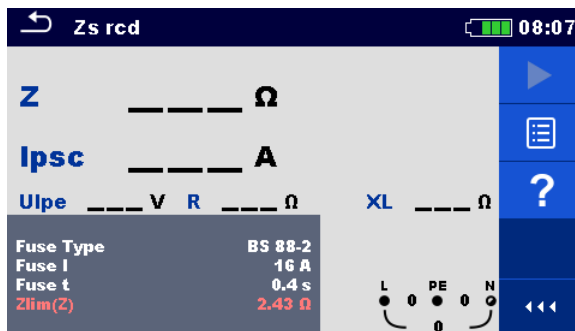 Zs rcd 08:07
Z ___ Ω
Ipsc ___ A
Ulpe ___ V R ___ Ω XL ___ Ω
Fuse Type BS 88-2
Fuse I 16 A
Fuse t 0.4 s
Zlim(Z) 2.43 Ω
L PE N
0 0
0
?